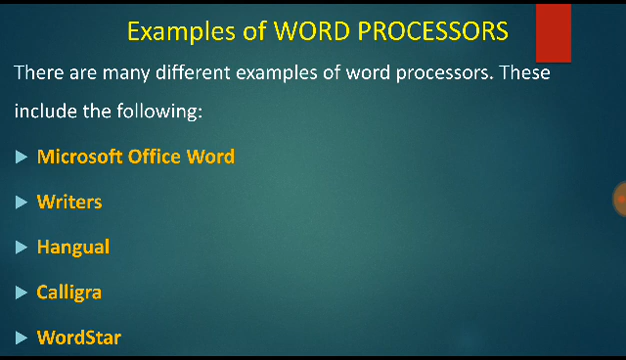 Examples of WORD PROCESSORS
There are many different examples of word processors. These
include the following:
Microsoft Office Word
Writers
Hangual
Calligra
WordStar